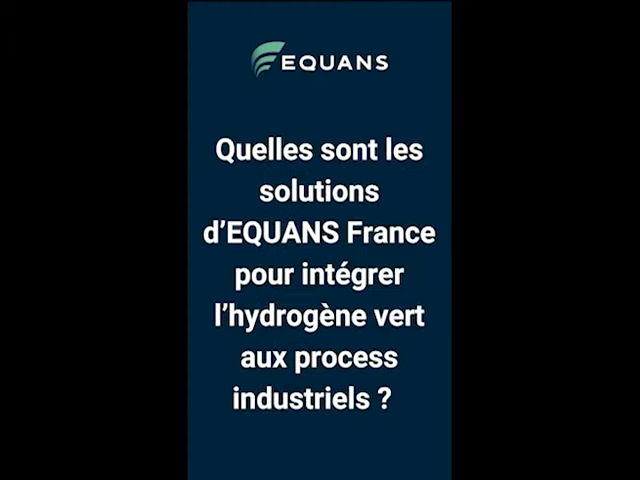 EQUANS
Quelles sont les
solutions
d’EQUANS France
pour intégrer
l’hydrogène vert
aux process
industriels ?